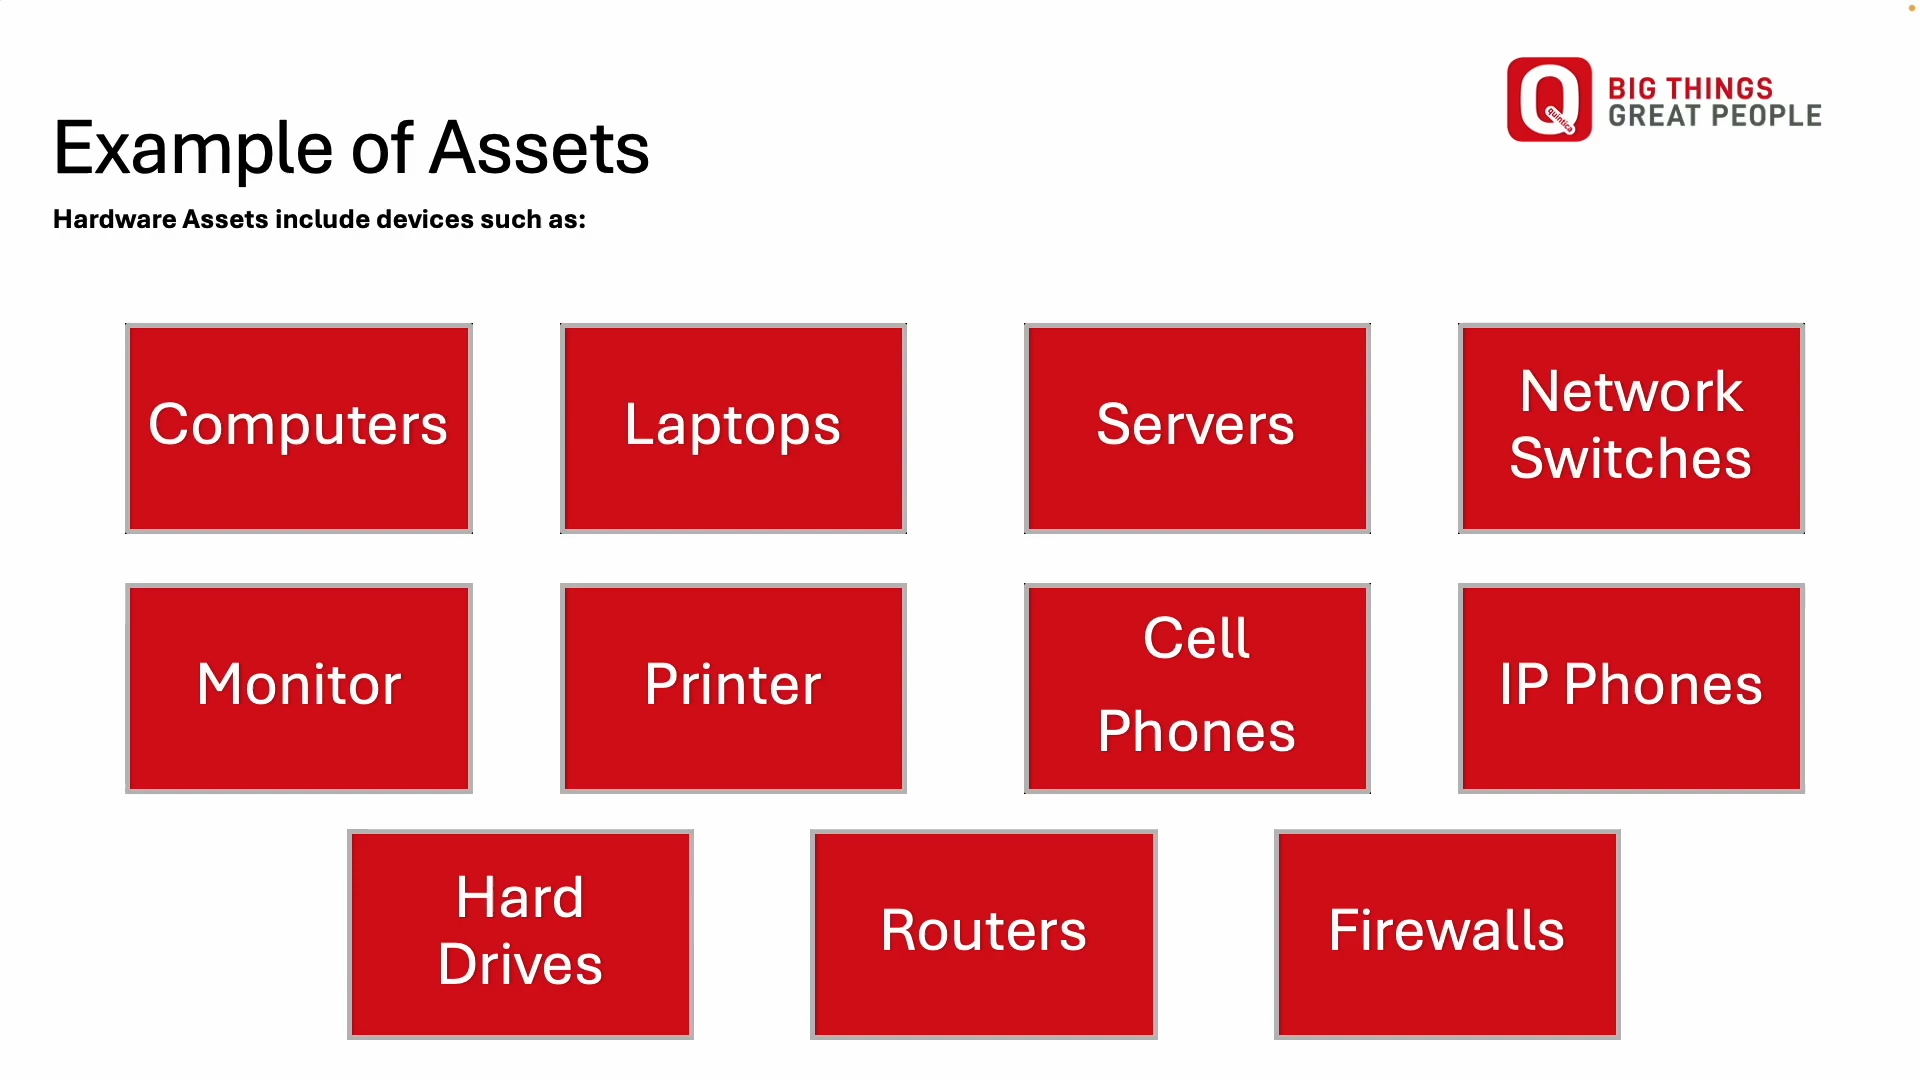 BIG THINGS
GREAT PEOPLE
Quintica
Example of Assets
Hardware Assets include devices such as:
Computers
Laptops
Servers
Network
Switches
Monitor
Printer
Cell
Phones
IP Phones
Hard
Drives
Routers
Firewalls